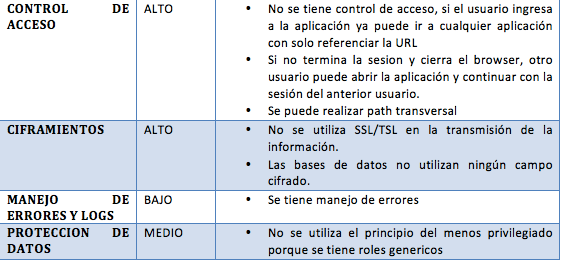 CONTROL DE ACCESO
ALTO
• No se tiene control de acceso, si el usuario ingresa
a la aplicación ya puede ir a cualquier aplicación
con solo referenciar la URL
• Si no termina la sesion y cierra el browser, otro
usuario puede abrir la aplicación y continuar con la
sesión del anterior usuario.
• Se puede realizar path transversal
CIFRAMIENTOS
ALTO
• No se utiliza SSL/TSL en la transmisión de la
información.
• Las bases de datos no utilizan ningún campo
cifrado.
MANEJO DE
ERRORES Y LOGS
BAJO
• Se tiene manejo de errores
PROTECCION DE
DATOS
MEDIO
• No se utiliza el principio del menos privilegiado
porque se tiene roles genericos